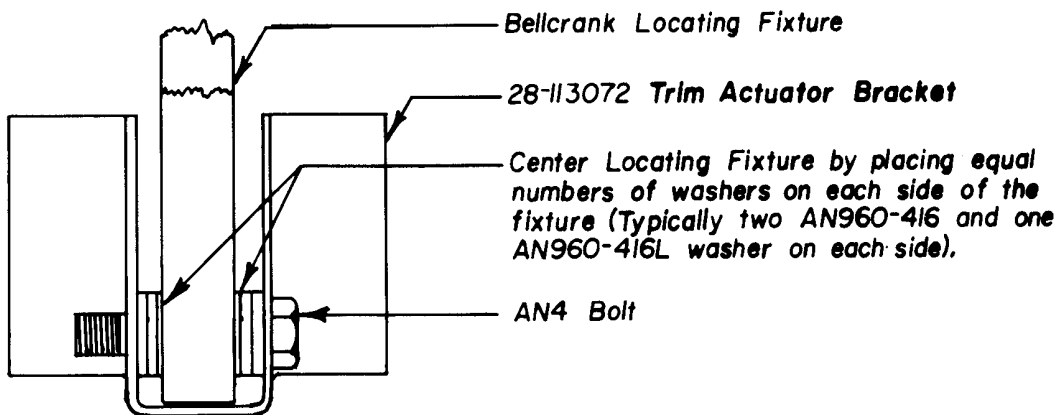 Bellcrank Locating Fixture
28-113072 Trim Actuator Bracket
Center Locating Fixture by placing equal
numbers of washers on each side of the
fixture (Typically two AN960-416 and one
AN960-416L washer on each side).
AN4 Bolt